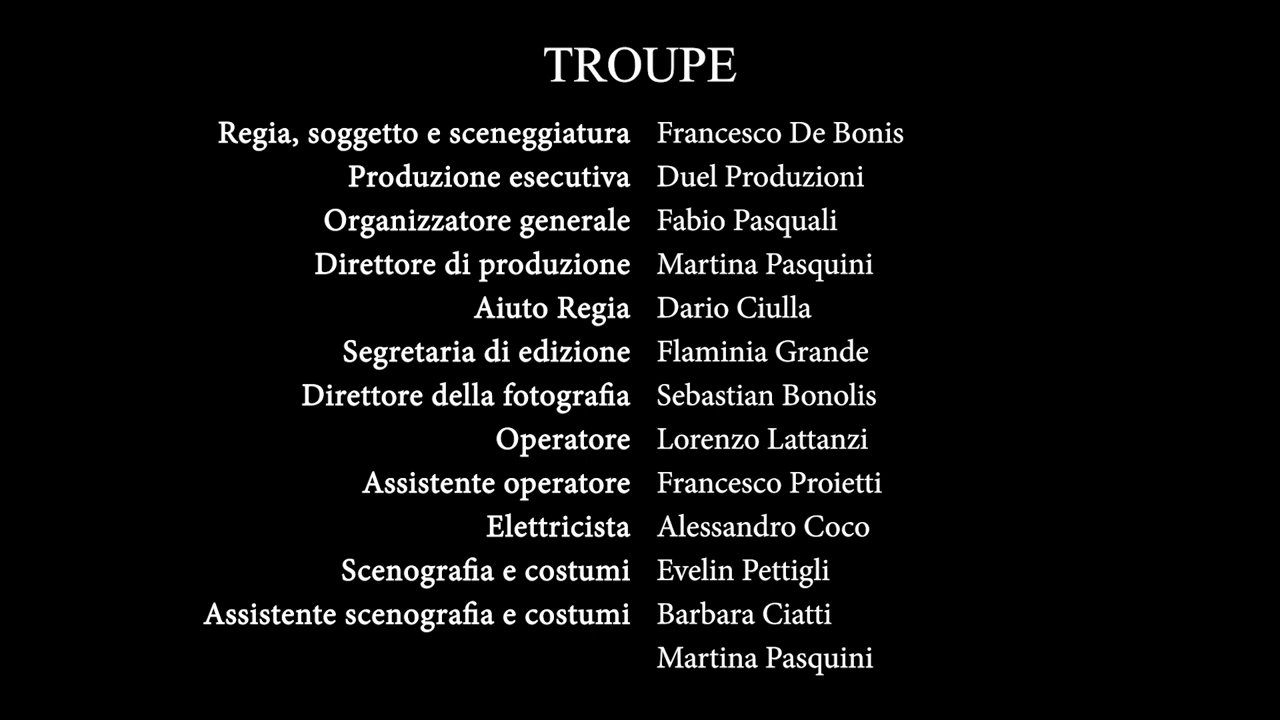 TROUPE
Regia, soggetto e sceneggiatura Francesco De Bonis
Produzione esecutiva Duel Produzioni
Organizzatore generale Fabio Pasquali
Direttore di produzione Martina Pasquini
Aiuto Regia Dario Ciulla
Segretaria di edizione Flaminia Grande
Direttore della fotografia Sebastian Bonolis
Operatore Lorenzo Lattanzi
Assistente operatore Francesco Proietti
Elettricista Alessandro Coco
Scenografia e costumi Evelin Pettigli
Assistente scenografia e costumi Barbara Ciatti
Martina Pasquini